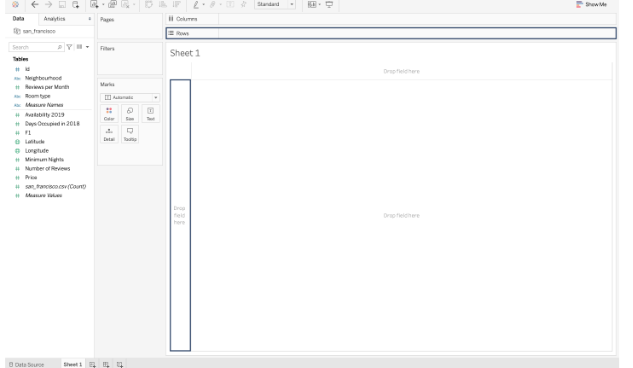 Standard
Show Me
Data
Analytics
Pages
Columns
Rows
san_francisco
Search
Filters
Sheet 1
Tables
Id
Abc Neighbourhood
Reviews per Month
Abc Room type
Abc Measure Names
Availability 2019
Days Occupied in 2018
F1
Latitude
Longitude
Minimum Nights
Number of Reviews
Price
san_francisco.csv (Count)
Measure Values
Marks
Automatic
Color
Size
Text
Detail
Tooltip
Drop field here
Drop
field
here
Drop field here
Data Source
Sheet 1